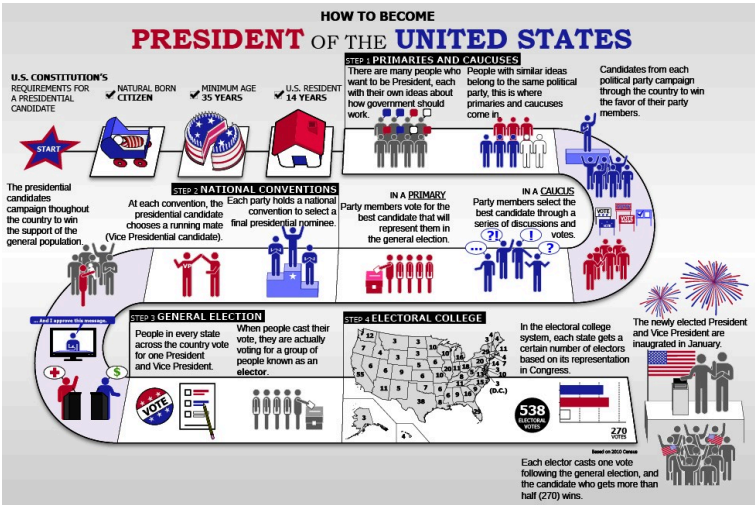 HOW TO BECOME
PRESIDENT OF THE UNITED STATES
U.S. CONSTITUTION'S
REQUIREMENTS FOR
A PRESIDENTIAL
CANDIDATE
NATURAL BORN
CITIZEN
MINIMUM AGE
35 YEARS
U.S. RESIDENT
14 YEARS
START
STEP 1 PRIMARIES AND CAUCUSES
There are many people who
want to be President, each
with their own ideas about
how government should
work.
People with similar ideas
belong to the same political
party, this is where
primaries and caucuses
come in.
Candidates from each
political party campaign
through the country to win
the favor of their party
members.
VOTE
VOTE
IN A CAUCUS
Party members select the
best candidate through a
series of discussions and
votes.
...
?!
!
?
IN A PRIMARY
Party members vote for the
best candidate that will
represent them in
the general election.
STEP 2 NATIONAL CONVENTIONS
Each party holds a national
convention to select a
final presidential nominee.
At each convention, the
presidential candidate
chooses a running mate
(Vice Presidential candidate).
VP
The presidential
candidates
campaign thoughout
the country to win
the support of the
general population.
... And I approve this message.
$
STEP 3 GENERAL ELECTION
People in every state
across the country vote
for one President
and Vice President.
VOTE
When people cast their
vote, they are actually
voting for a group of
people known as an
elector.
STEP 4 ELECTORAL COLLEGE
12
7
55
11
5
38
29
3
4
3
(D.C.)
In the electoral college
system, each state gets a
certain number of electors
based on its representation
in Congress.
538
ELECTORAL
VOTES
270
VOTES
Based on 2010 Census
Each elector casts one vote
following the general election, and
the candidate who gets more than
half (270) wins.
The newly elected President
and Vice President are
inaugrated in January.